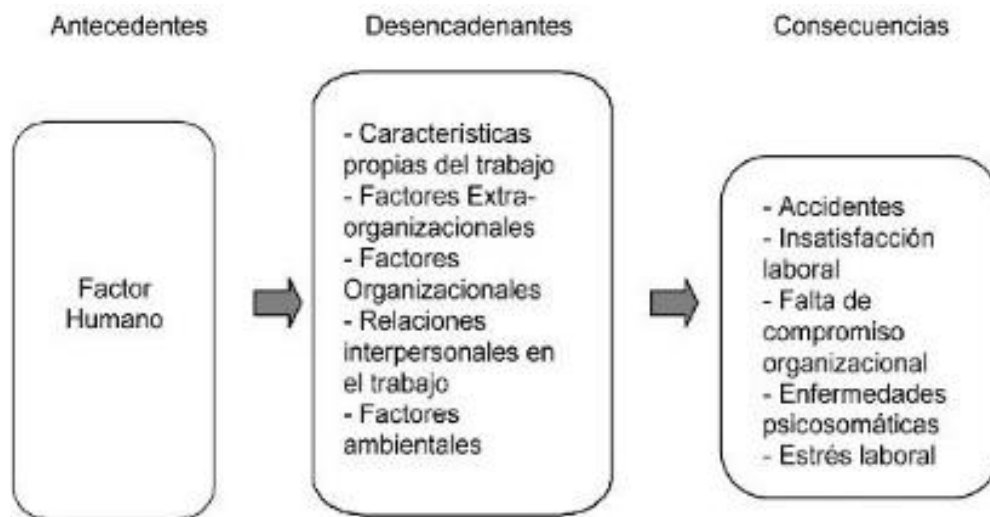 Antecedentes
Desencadenantes
Consecuencias
Factor
Humano
- Características
propias del trabajo
- Factores Extra-
organizacionales
- Factores
Organizacionales
- Relaciones
interpersonales en
el trabajo
- Factores
ambientales
- Accidentes
- Insatisfacción
laboral
- Falta de
compromiso
organizacional
- Enfermedades
psicosomáticas
- Estrés laboral